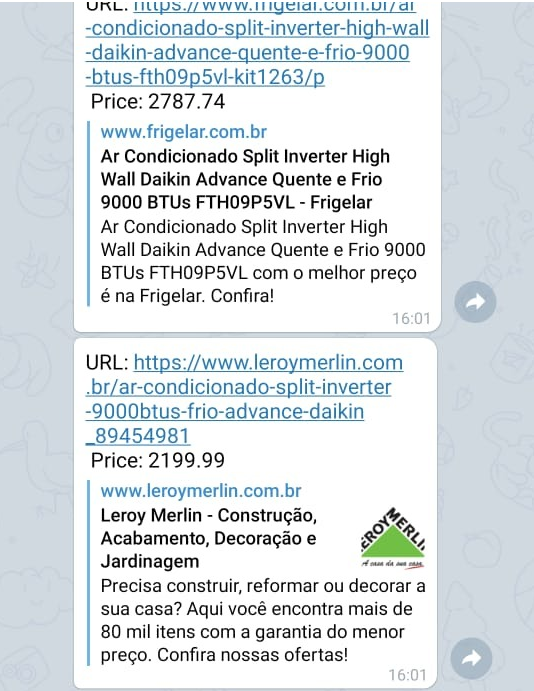 URL: https://www.frigelar.com.br/ar
-condicionado-split-inverter-high-wall
-daikin-advance-quente-e-frio-9000
-btus-fth09p5vl-kit1263/p
Price: 2787.74
www.frigelar.com.br
Ar Condicionado Split Inverter High
Wall Daikin Advance Quente e Frio
9000 BTUs FTH09P5VL - Frigelar
Ar Condicionado Split Inverter High
Wall Daikin Advance Quente e Frio 9000
BTUs FTH09P5VL com o melhor preço
é na Frigelar. Confira!
16:01
URL: https://www.leroymerlin.com
.br/ar-condicionado-split-inverter
-9000btus-frio-advance-daikin
_89454981
Price: 2199.99
www.leroymerlin.com.br
Leroy Merlin - Construção,
Acabamento, Decoração e
Jardinagem
LEROY MERLIN
A casa da sua casa
Precisa construir, reformar ou decorar a
sua casa? Aqui você encontra mais de
80 mil itens com a garantia do menor
preço. Confira nossas ofertas!
16:01